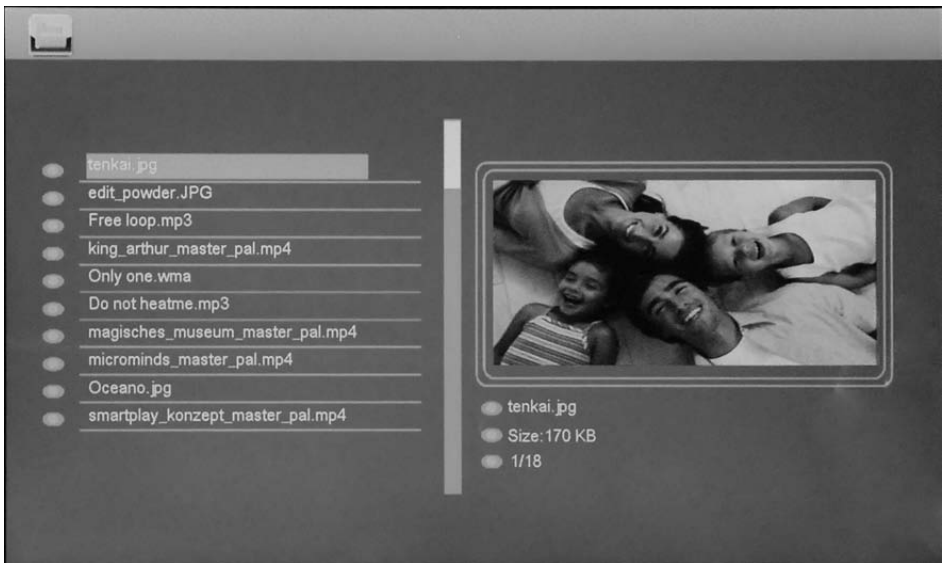 tenkai.jpg
edit_powder.JPG
Free loop.mp3
king_arthur_master_pal.mp4
Only one.wma
Do not heatme.mp3
magisches_museum_master_pal.mp4
microminds_master_pal.mp4
Oceano.jpg
smartplay_konzept_master_pal.mp4
tenkai.jpg
Size:170 KB
1/18